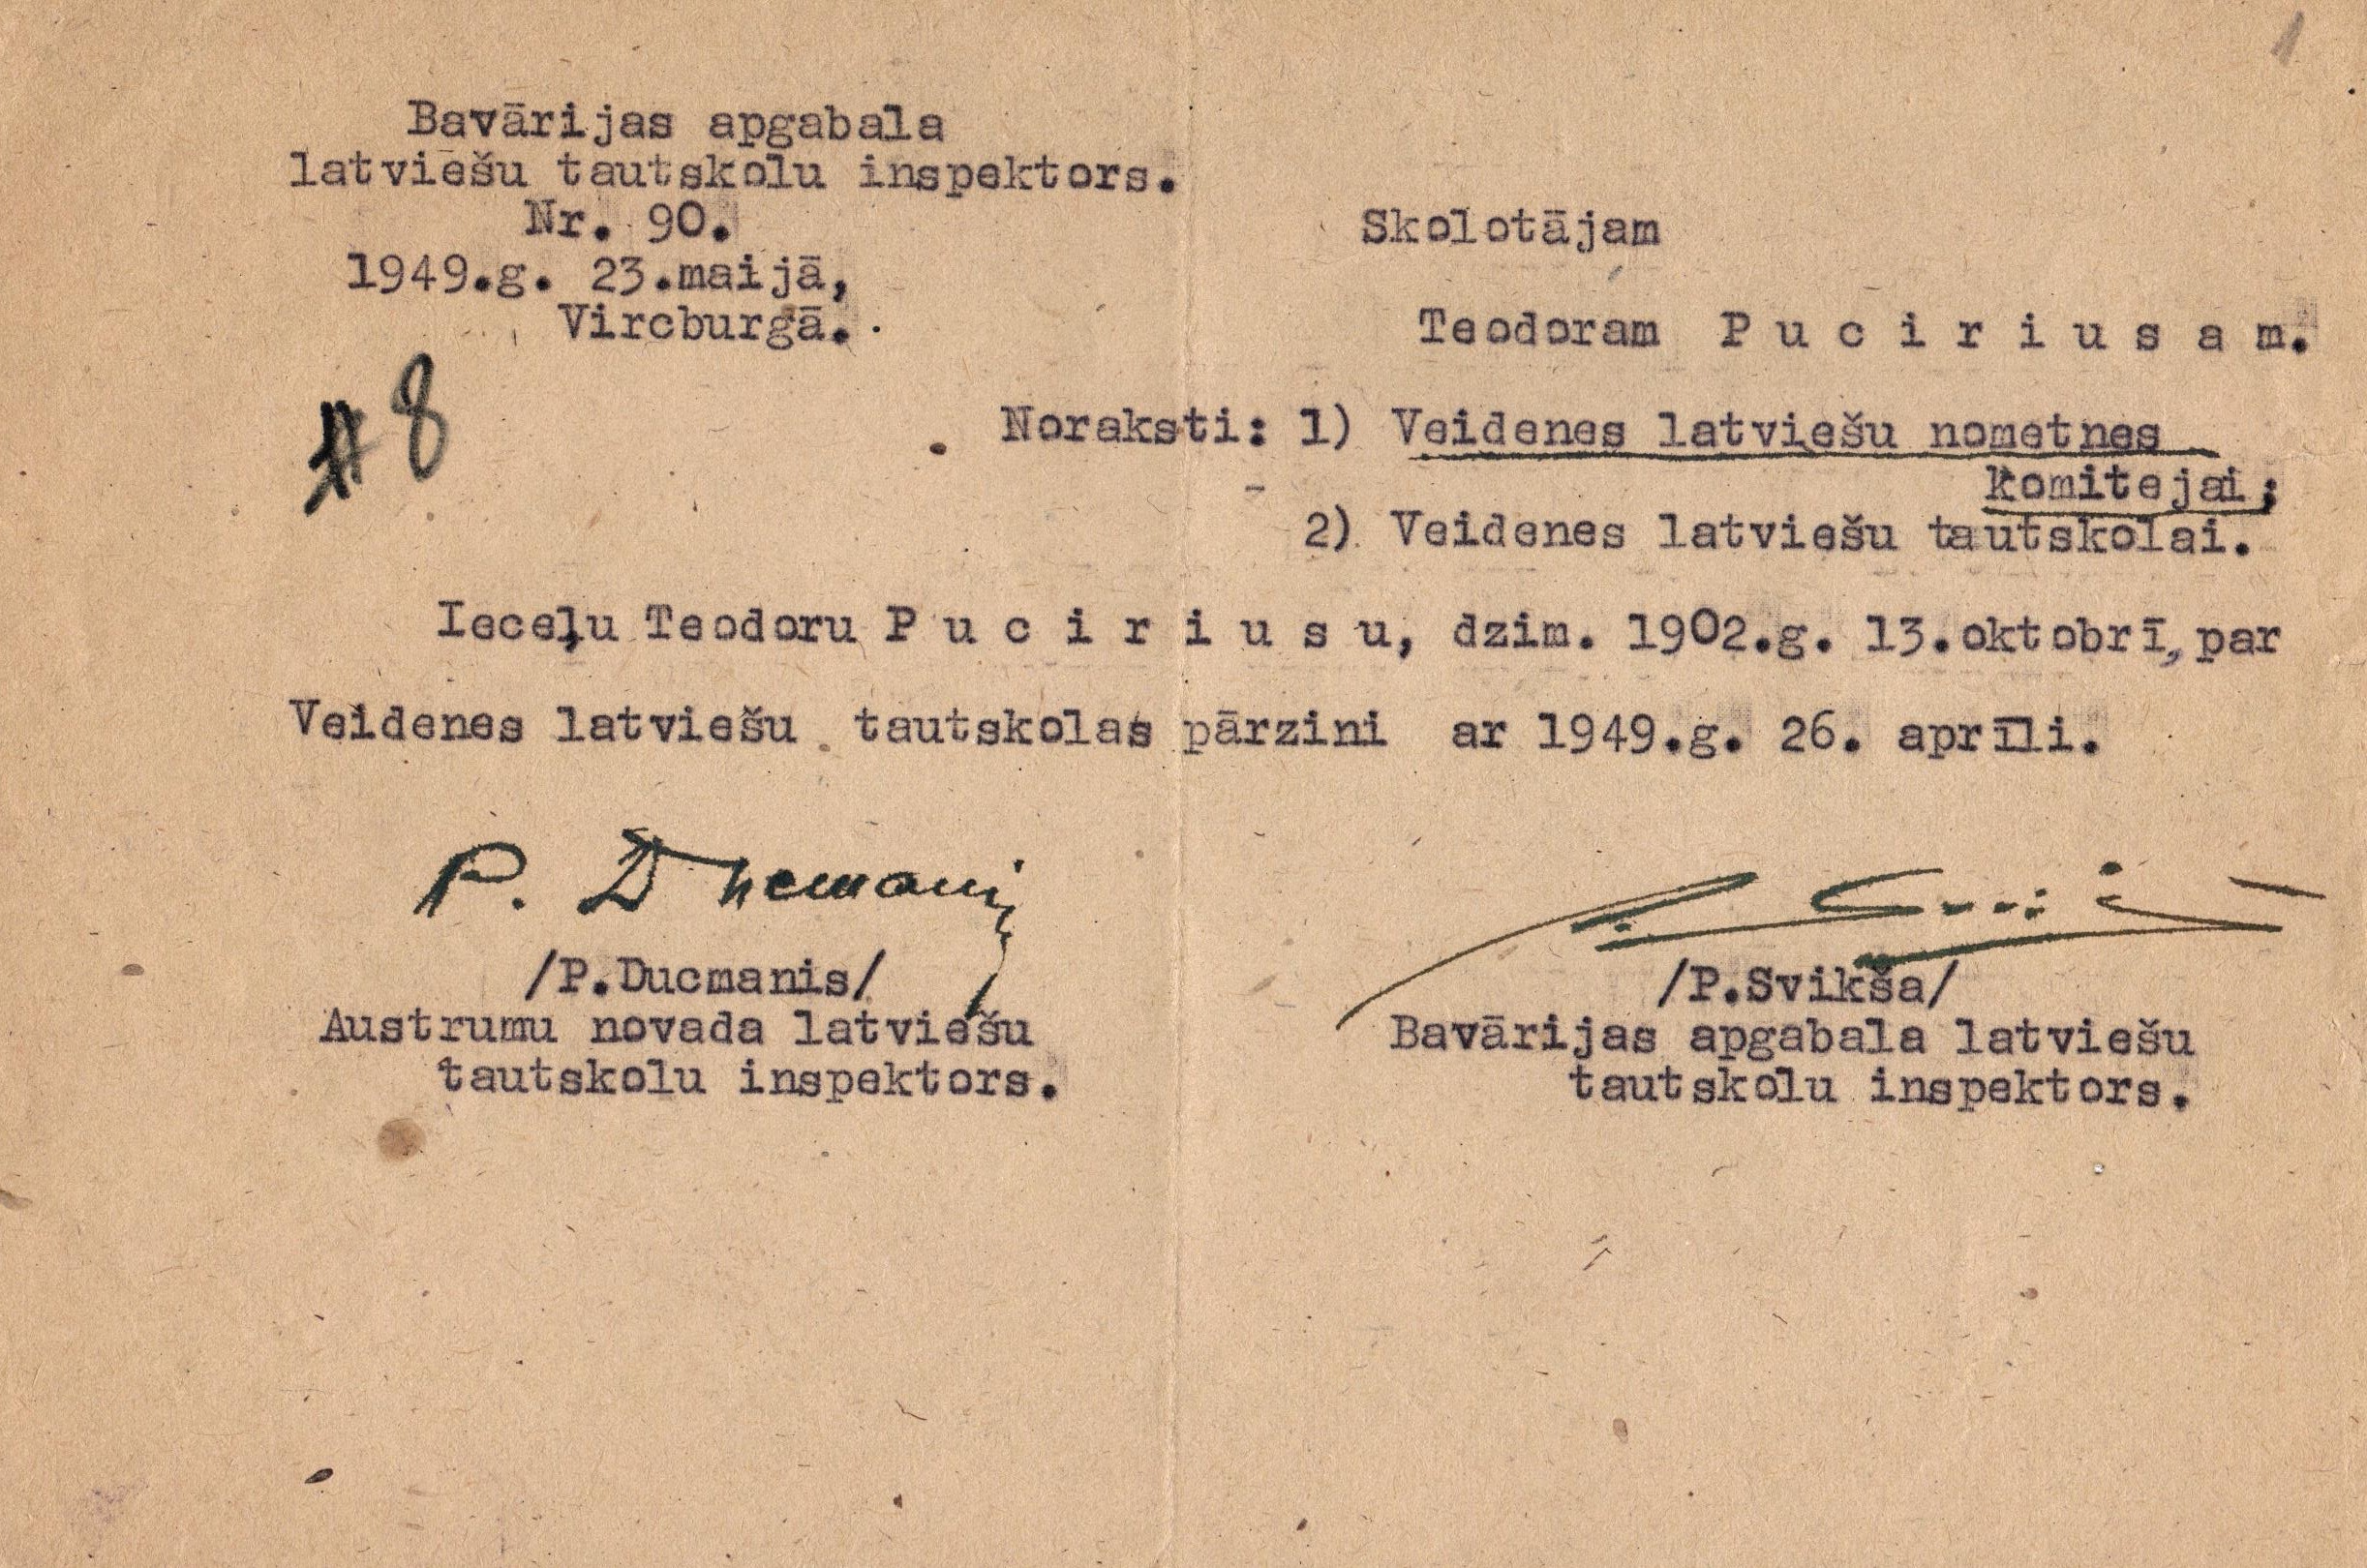 1
Bavārijas apgabala
latviešu tautskolu inspektors.
Nr. 90.
1949.g. 23.maijā,
Vircburgā.
Skolotājam
Teodoram P u c i r i u s a m.
#8
Noraksti: 1) Veidenes latviešu nometnes
komitejai;
2) Veidenes latviešu tautskolai.
Ieceļu Teodoru P u c i r i u s u, dzim. 1902.g. 13.oktobrī, par
Veidenes latviešu tautskolas pārzini ar 1949.g. 26. aprīli.
P. Ducmanis
/P.Ducmanis/
Austrumu novada latviešu
tautskolu inspektors.
/P.Svikša/
Bavārijas apgabala latviešu
tautskolu inspektors.